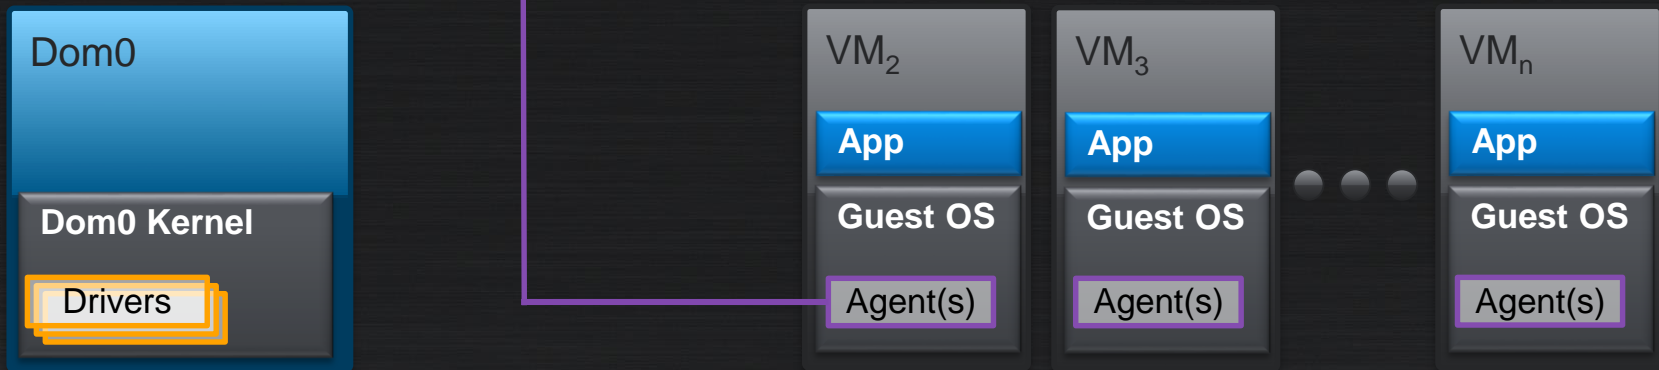 Dom0
Dom0 Kernel
Drivers
VM2
App
Guest OS
Agent(s)
VM3
App
Guest OS
Agent(s)
VMn
App
Guest OS
Agent(s)